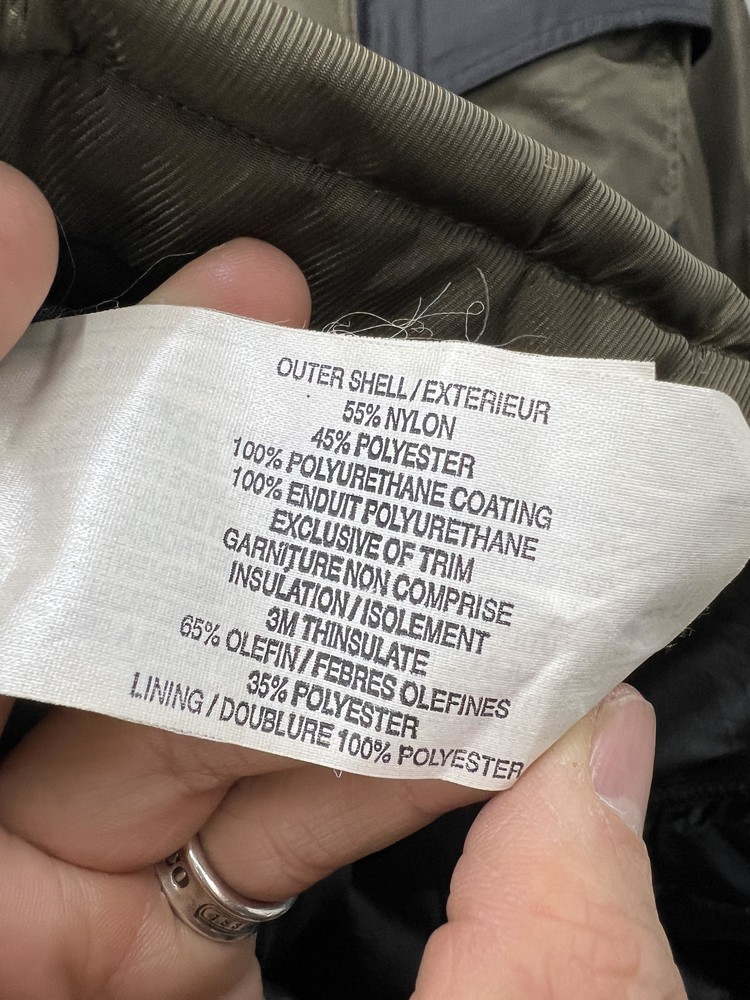 OUTER SHELL/EXTERIEUR
55% NYLON
45% POLYESTER
100% POLYURETHANE COATING
100% ENDUIT POLYURETHANE
EXCLUSIVE OF TRIM
GARNITURE NON COMPRISE
INSULATION/ISOLEMENT
3M THINSULATE
65% OLEFIN/FEBRES OLEFINES
35% POLYESTER
LINING/DOUBLURE 100% POLYESTER